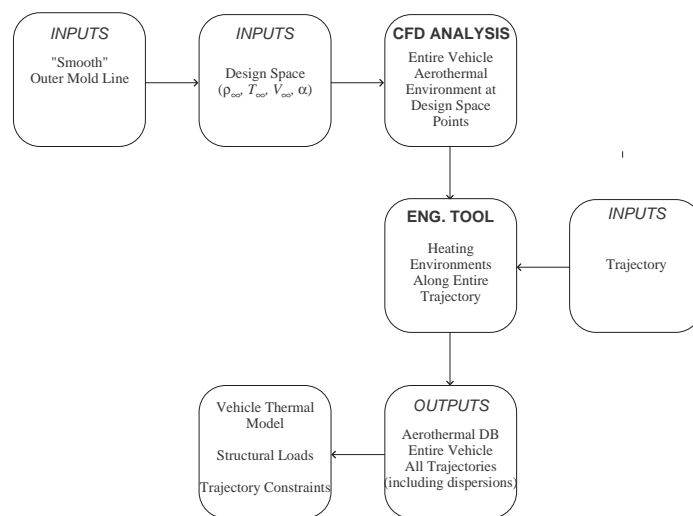 INPUTS
"Smooth"
Outer Mold Line
INPUTS
Design Space
(ρ∞, T∞, V∞, α)
CFD ANALYSIS
Entire Vehicle
Aerothermal
Environment at
Design Space
Points
ENG. TOOL
Heating
Environments
Along Entire
Trajectory
INPUTS
Trajectory
OUTPUTS
Aerothermal DB
Entire Vehicle
All Trajectories
(including dispersions)
Vehicle Thermal
Model
Structural Loads
Trajectory Constraints